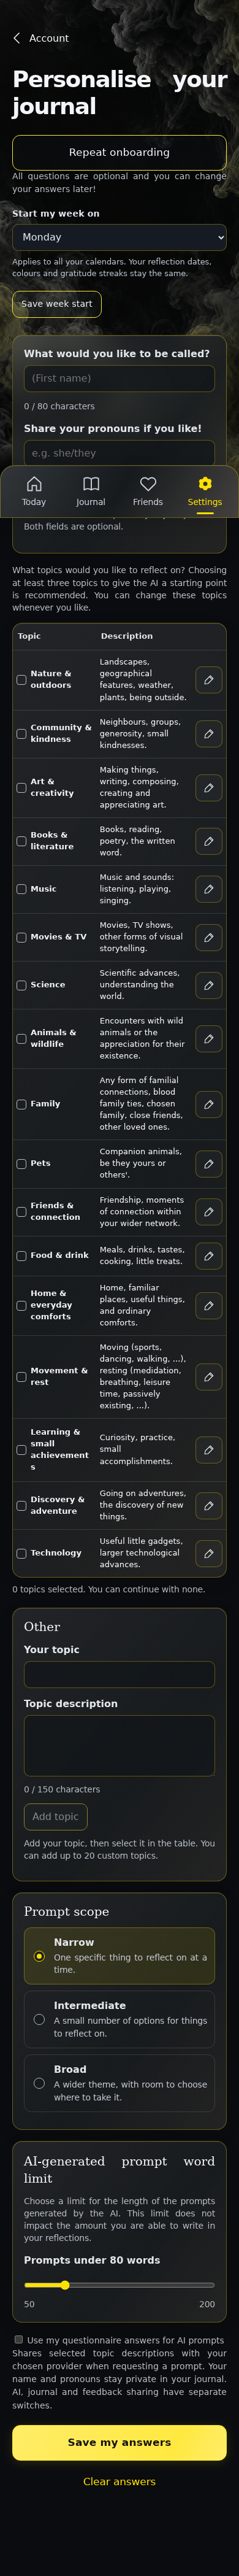 Account
Personalise your
journal
Repeat onboarding
All questions are optional and you can change
your answers later!
Start my week on
Monday
Applies to all your calendars. Your reflection dates,
colours and gratitude streaks stay the same.
Save week start
What would you like to be called?
(First name)
0 / 80 characters
Share your pronouns if you like!
e.g. she/they
Today
Journal
Friends
Settings
Both fields are optional.
What topics would you like to reflect on? Choosing
at least three topics to give the AI a starting point
is recommended. You can change these topics
whenever you like.
Topic
Description
Nature &
outdoors
Landscapes,
geographical
features, weather,
plants, being outside.
Community &
kindness
Neighbours, groups,
generosity, small
kindnesses.
Art &
creativity
Making things,
writing, composing,
creating and
appreciating art.
Books &
literature
Books, reading,
poetry, the written
word.
Music
Music and sounds:
listening, playing,
singing.
Movies & TV
Movies, TV shows,
other forms of visual
storytelling.
Science
Scientific advances,
understanding the
world.
Animals &
wildlife
Encounters with wild
animals or the
appreciation for their
existence.
Family
Any form of familial
connections, blood
family ties, chosen
family, close friends,
other loved ones.
Pets
Companion animals,
be they yours or
others'.
Friends &
connection
Friendship, moments
of connection within
your wider network.
Food & drink
Meals, drinks, tastes,
cooking, little treats.
Home &
everyday
comforts
Home, familiar
places, useful things,
and ordinary
comforts.
Movement &
rest
Moving (sports,
dancing, walking, ...),
resting (medidation,
breathing, leisure
time, passively
existing, ...).
Learning &
small
achievement
s
Curiosity, practice,
small
accomplishments.
Discovery &
adventure
Going on adventures,
the discovery of new
things.
Technology
Useful little gadgets,
larger technological
advances.
0 topics selected. You can continue with none.
Other
Your topic
Topic description
0 / 150 characters
Add topic
Add your topic, then select it in the table. You
can add up to 20 custom topics.
Prompt scope
Narrow
One specific thing to reflect on at a
time.
Intermediate
A small number of options for things
to reflect on.
Broad
A wider theme, with room to choose
where to take it.
AI-generated prompt word
limit
Choose a limit for the length of the prompts
generated by the AI. This limit does not
impact the amount you are able to write in
your reflections.
Prompts under 80 words
50
200
Use my questionnaire answers for AI prompts
Shares selected topic descriptions with your
chosen provider when requesting a prompt. Your
name and pronouns stay private in your journal.
AI, journal and feedback sharing have separate
switches.
Save my answers
Clear answers